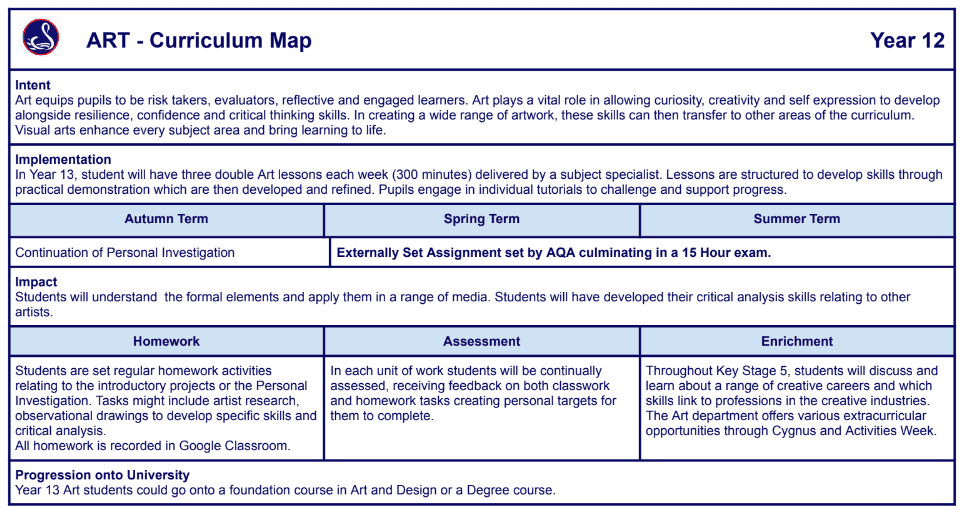 ART - Curriculum Map
Year 12
Intent
Art equips pupils to be risk takers, evaluators, reflective and engaged learners. Art plays a vital role in allowing curiosity, creativity and self expression to develop
alongside resilience, confidence and critical thinking skills. In creating a wide range of artwork, these skills can then transfer to other areas of the curriculum.
Visual arts enhance every subject area and bring learning to life.
Implementation
In Year 13, student will have three double Art lessons each week (300 minutes) delivered by a subject specialist. Lessons are structured to develop skills through
practical demonstration which are then developed and refined. Pupils engage in individual tutorials to challenge and support progress.
Autumn Term
Spring Term
Summer Term
Continuation of Personal Investigation
Externally Set Assignment set by AQA culminating in a 15 Hour exam.
Impact
Students will understand  the formal elements and apply them in a range of media. Students will have developed their critical analysis skills relating to other
artists.
Homework
Assessment
Enrichment
Students are set regular homework activities
relating to the introductory projects or the Personal
Investigation. Tasks might include artist research,
observational drawings to develop specific skills and
critical analysis.
All homework is recorded in Google Classroom.
In each unit of work students will be continually
assessed, receiving feedback on both classwork
and homework tasks creating personal targets for
them to complete.
Throughout Key Stage 5, students will discuss and
learn about a range of creative careers and which
skills link to professions in the creative industries.
The Art department offers various extracurricular
opportunities through Cygnus and Activities Week.
Progression onto University
Year 13 Art students could go onto a foundation course in Art and Design or a Degree course.